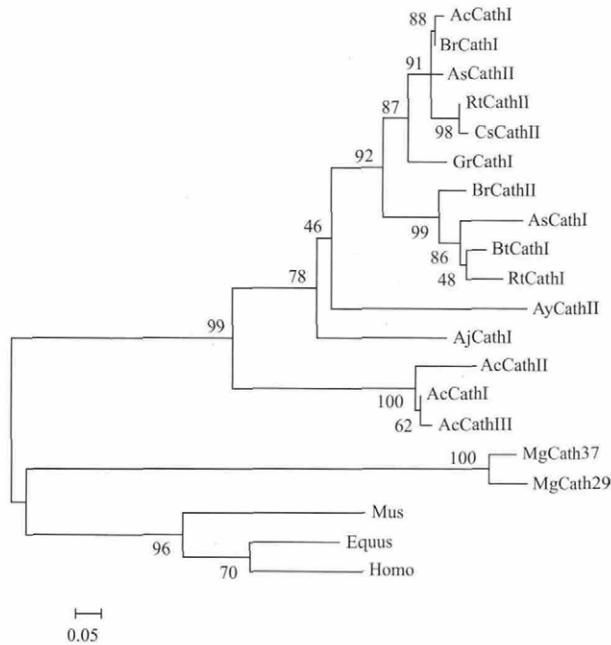 AcCathI
88
BrCathI
91
AsCathII
RtCathII
87
98
CsCathII
92
GrCathI
BrCathII
46
99
AsCathI
86
BtCathI
78
48
RtCathI
AyCathII
99
AjCathI
AcCathII
100
AcCathI
62
AcCathIII
100
MgCath37
MgCath29
Mus
96
Equus
70
Homo
0.05